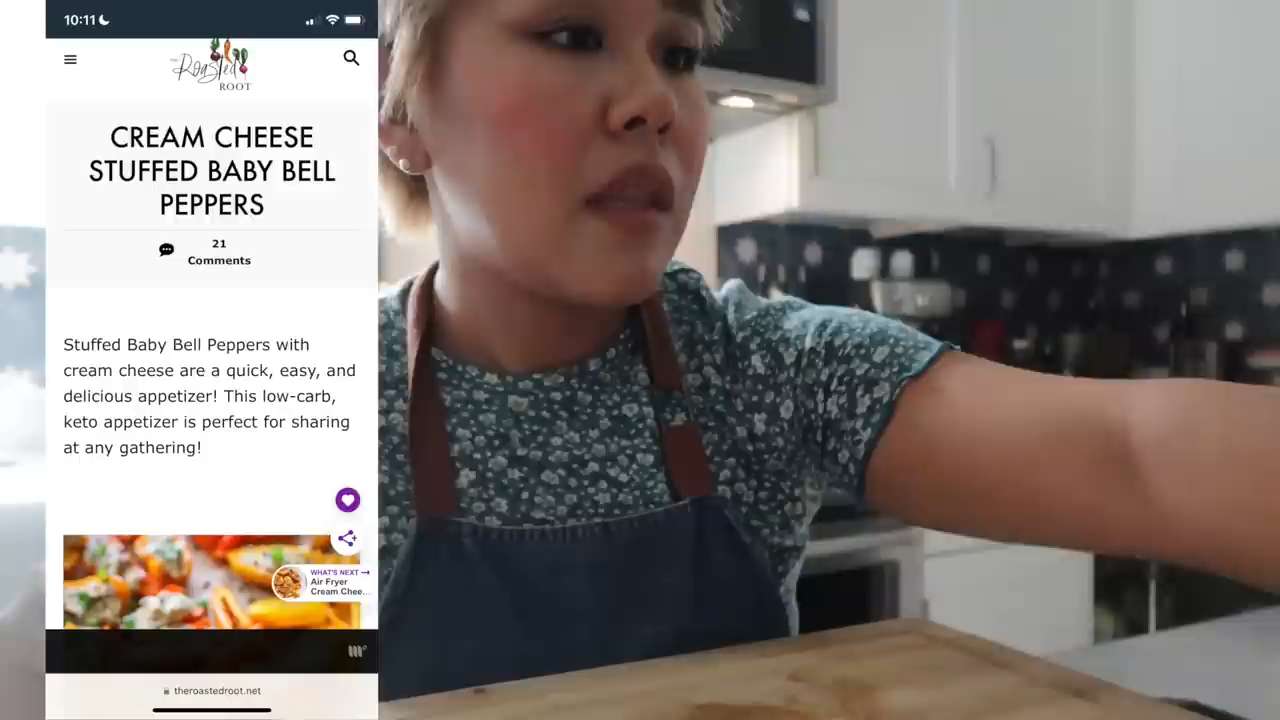 10:11
THE
Roasted
ROOT
CREAM CHEESE
STUFFED BABY BELL
PEPPERS
21
Comments
Stuffed Baby Bell Peppers with
cream cheese are a quick, easy, and
delicious appetizer! This low-carb,
keto appetizer is perfect for sharing
at any gathering!
WHAT'S NEXT →
Air Fryer
Cream Chee...
theroastedroot.net